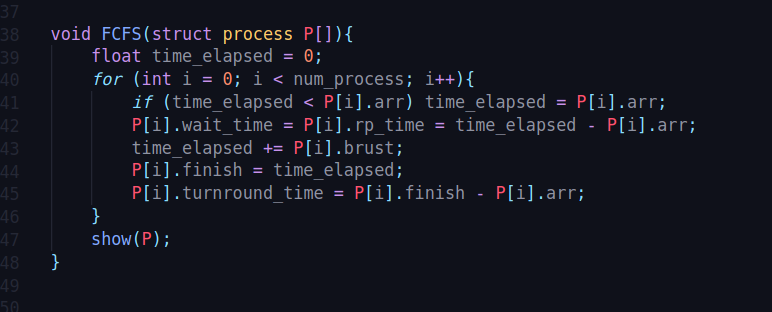 37
38 void FCFS(struct process P[]){
39     float time_elapsed = 0;
40     for (int i = 0; i < num_process; i++){
41         if (time_elapsed < P[i].arr) time_elapsed = P[i].arr;
42         P[i].wait_time = P[i].rp_time = time_elapsed - P[i].arr;
43         time_elapsed += P[i].brust;
44         P[i].finish = time_elapsed;
45         P[i].turnround_time = P[i].finish - P[i].arr;
46     }
47     show(P);
48 }
49
50